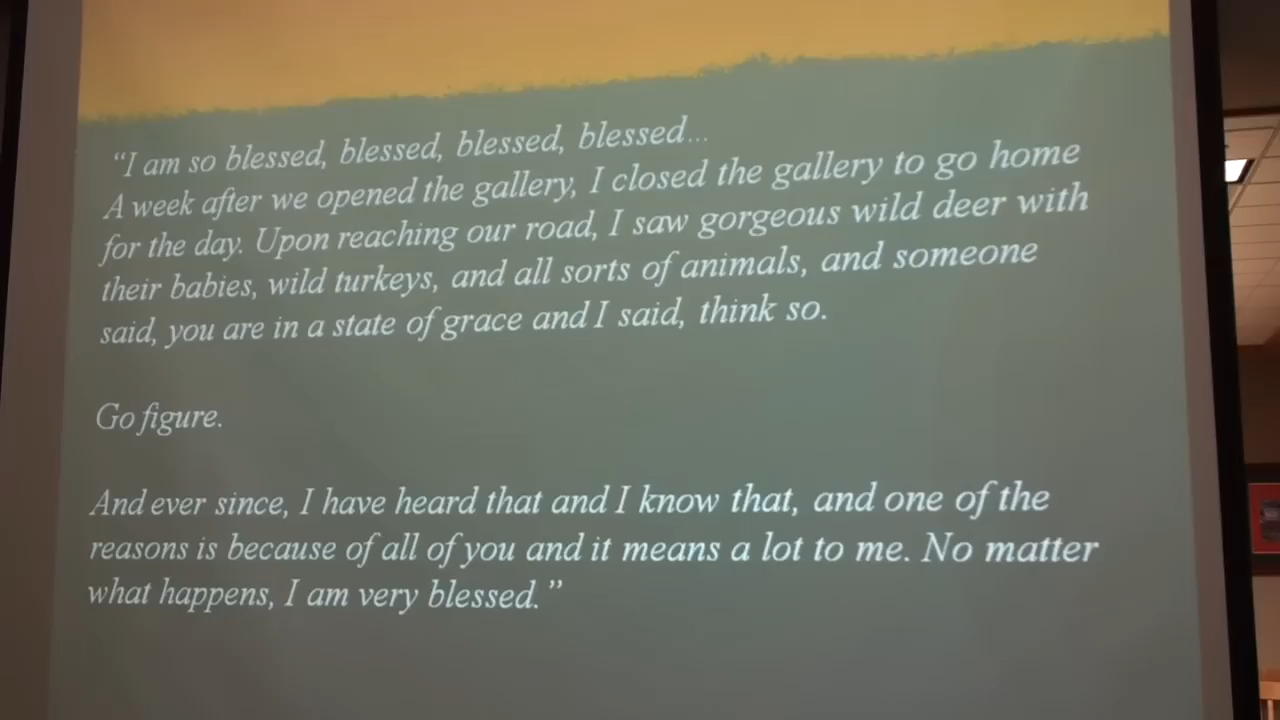 “I am so blessed, blessed, blessed, blessed...
A week after we opened the gallery, I closed the gallery to go home
for the day. Upon reaching our road, I saw gorgeous wild deer with
their babies, wild turkeys, and all sorts of animals, and someone
said, you are in a state of grace and I said, think so.
Go figure.
And ever since, I have heard that and I know that, and one of the
reasons is because of all of you and it means a lot to me. No matter
what happens, I am very blessed.”